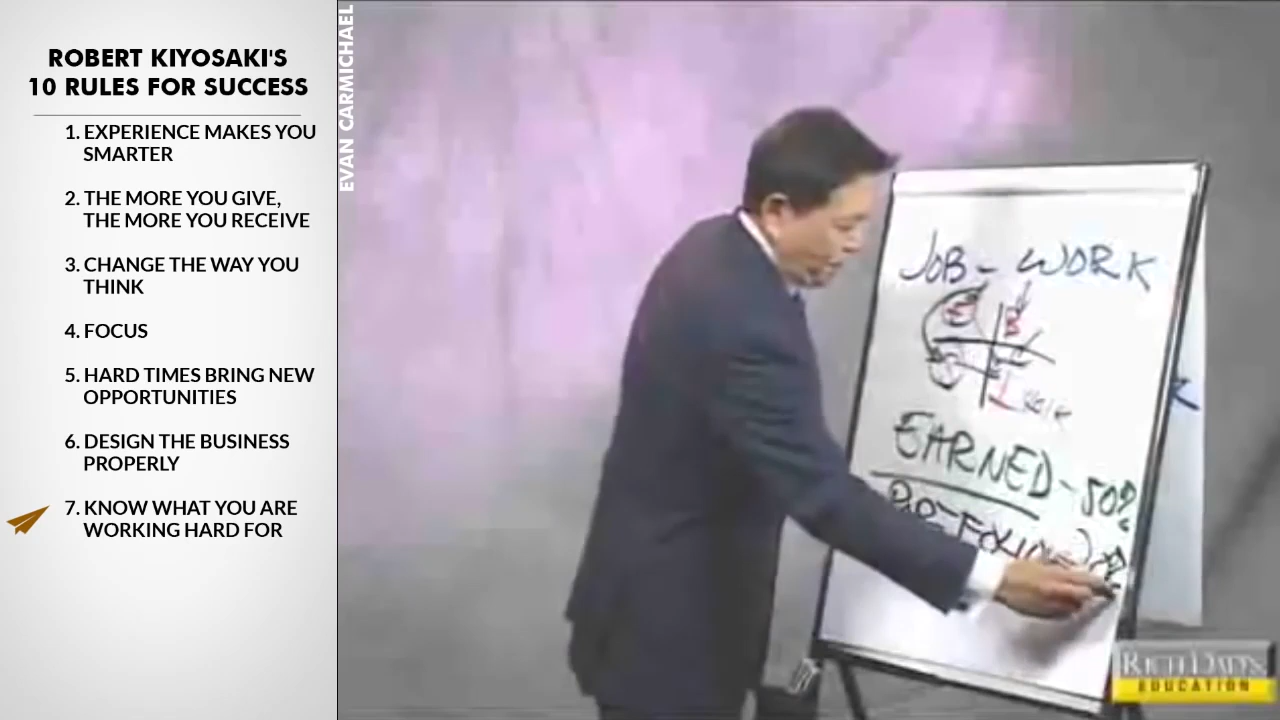 ROBERT KIYOSAKI'S
10 RULES FOR SUCCESS
1. EXPERIENCE MAKES YOU
SMARTER
2. THE MORE YOU GIVE,
THE MORE YOU RECEIVE
3. CHANGE THE WAY YOU
THINK
4. FOCUS
5. HARD TIMES BRING NEW
OPPORTUNITIES
6. DESIGN THE BUSINESS
PROPERLY
7. KNOW WHAT YOU ARE
WORKING HARD FOR
EVAN CARMICHAEL
JOB - WORK
E B
I
EARNED - 50%
RICH DAD'S
EDUCATION